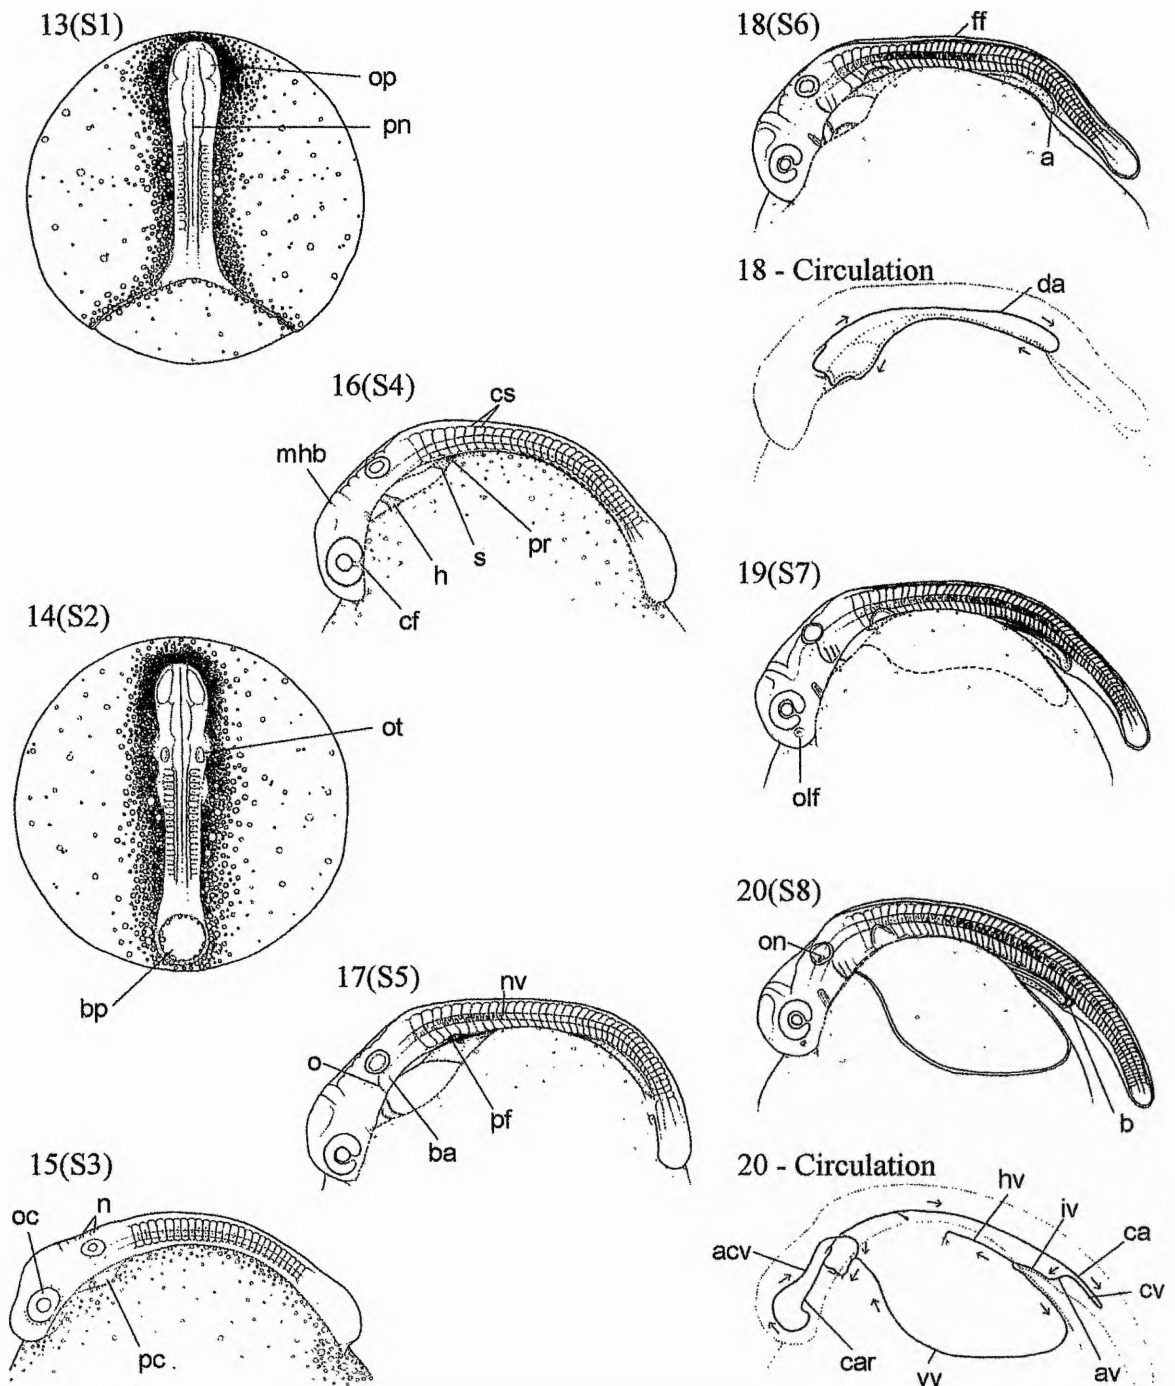 13(S1)
op
pn
14(S2)
ot
bp
15(S3)
oc
n
pc
16(S4)
cs
mhb
h
s
pr
cf
17(S5)
nv
o
ba
pf
18(S6)
ff
a
18 - Circulation
da
19(S7)
olf
20(S8)
on
b
20 - Circulation
hv
iv
ca
acv
cv
car
vv
av